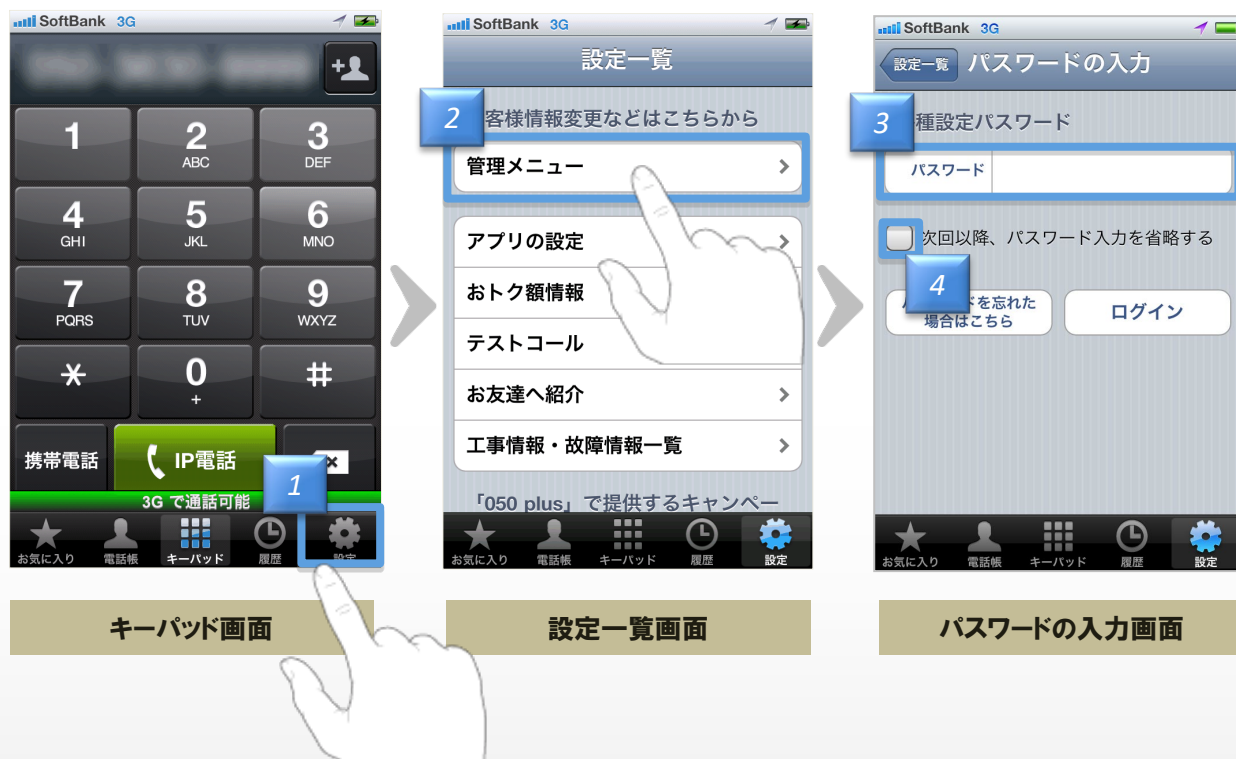 SoftBank 3G
1
2
ABC
3
DEF
4
GHI
5
JKL
6
MNO
7
PQRS
8
TUV
9
WXYZ
0
+
#
携帯電話
IP電話
1
3G で通話可能
お気に入り
電話帳
キーパッド
履歴
設定
キーパッド画面
SoftBank 3G
設定一覧
2
客様情報変更などはこちらから
管理メニュー
アプリの設定
おトク額情報
テストコール
お友達へ紹介
工事情報・故障情報一覧
「050 plus」で提供するキャンペー
お気に入り
電話帳
キーパッド
履歴
設定
設定一覧画面
SoftBank 3G
設定一覧
パスワードの入力
3
種設定パスワード
パスワード
次回以降、パスワード入力を省略する
4
ドを忘れた
場合はこちら
ログイン
お気に入り
電話帳
キーパッド
履歴
設定
パスワードの入力画面